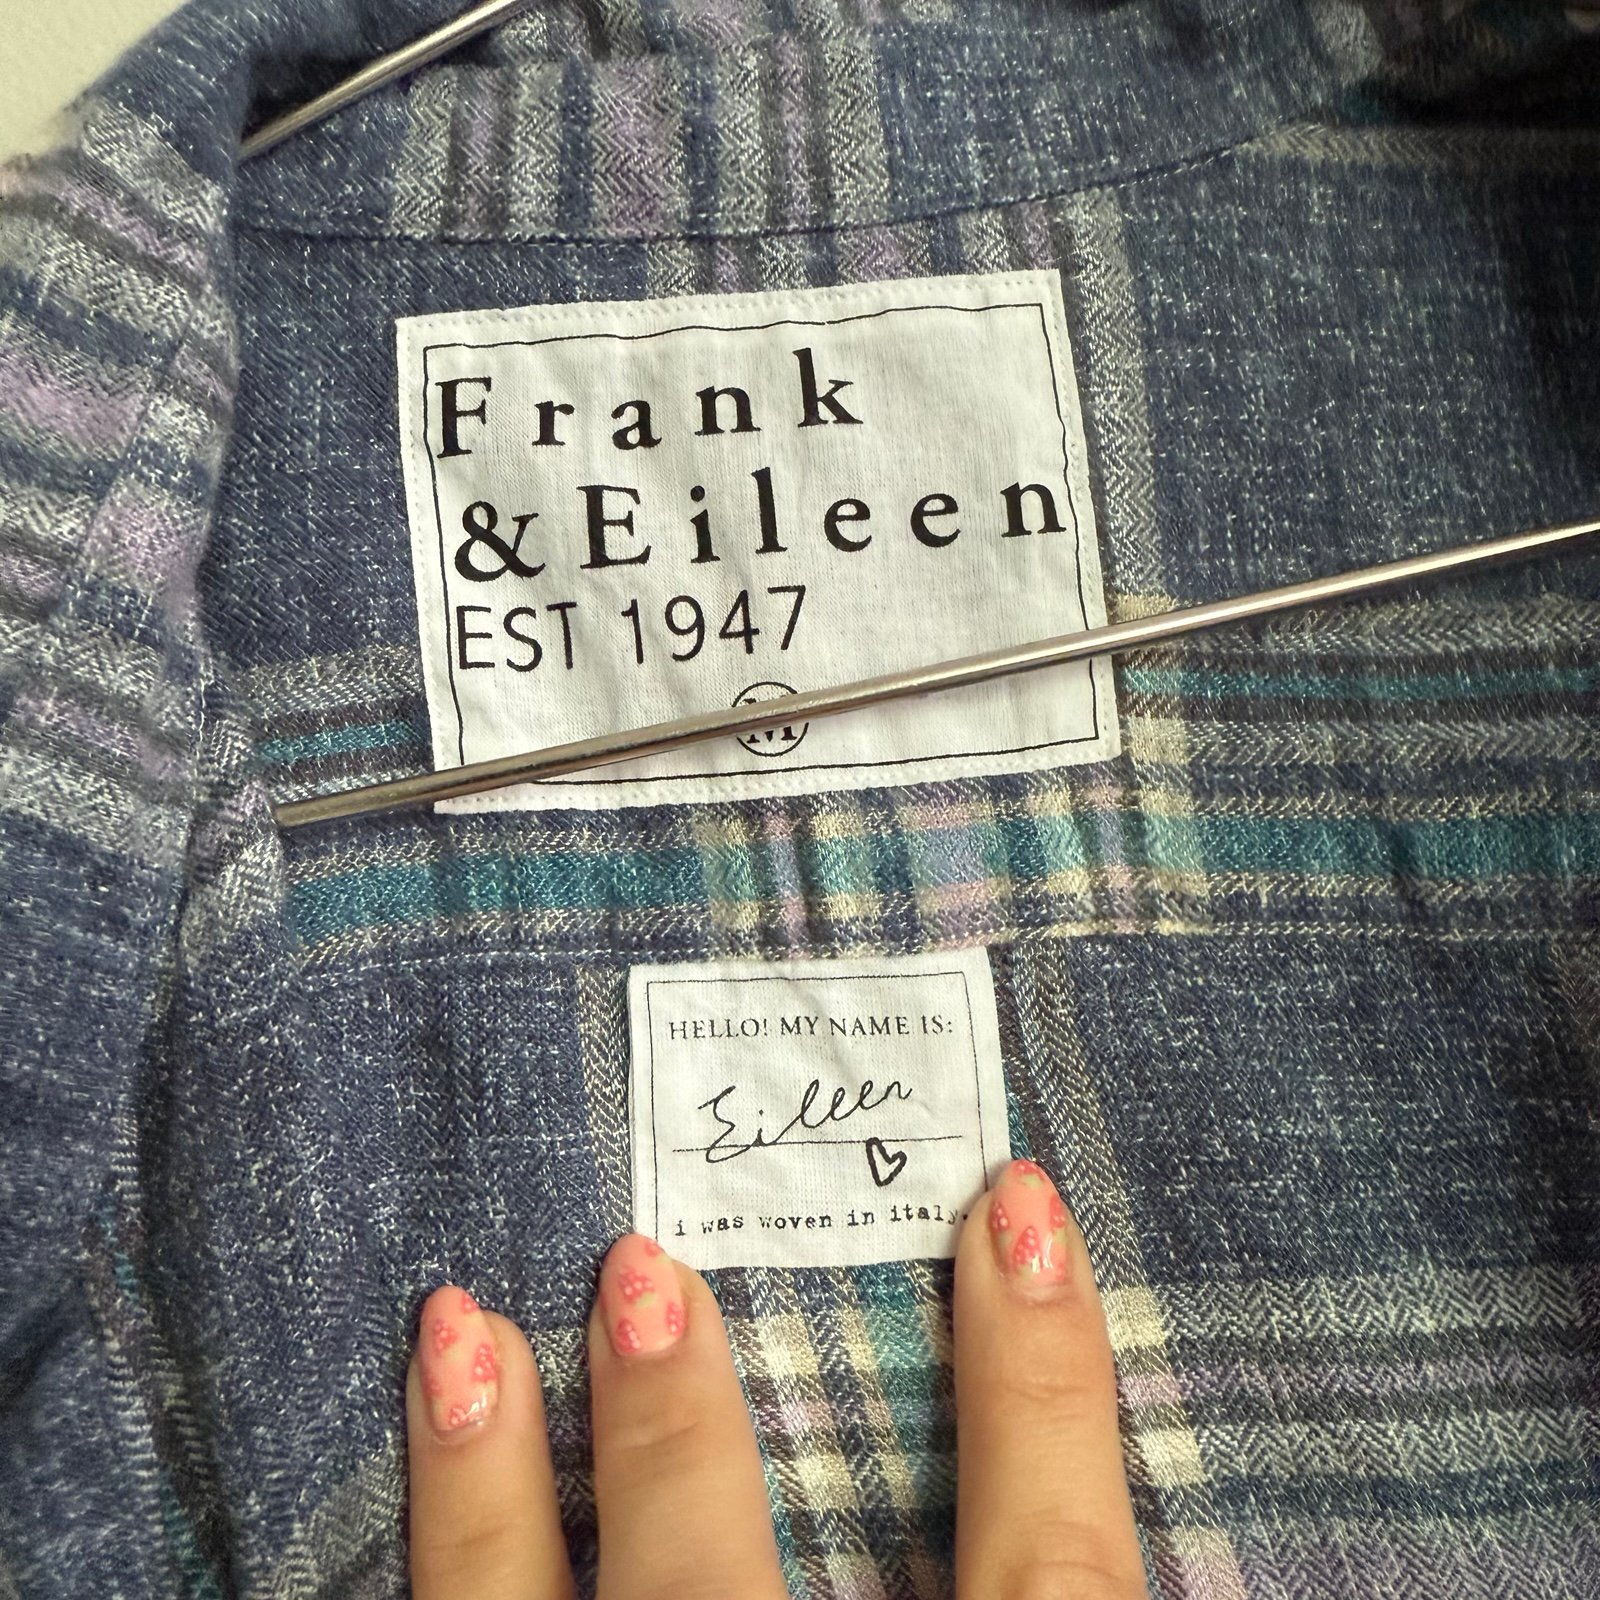 Frank
& Eileen
EST 1947
M
HELLO! MY NAME IS:
Eileen
i was woven in italy.